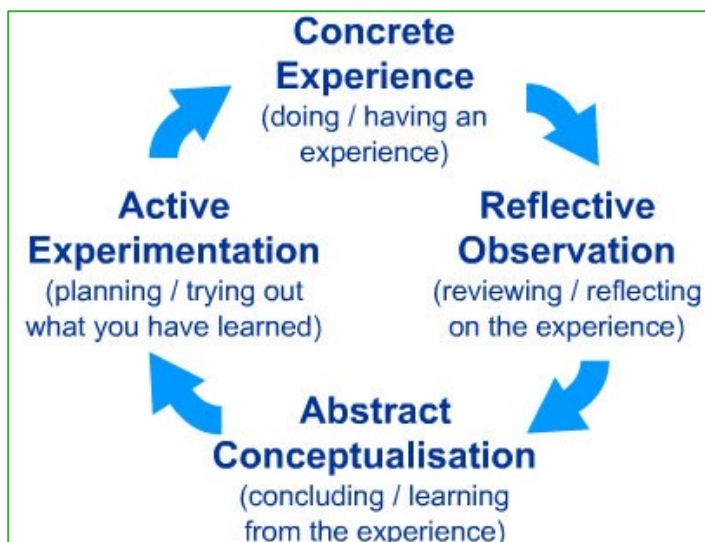 Concrete
Experience
(doing / having an
experience)
Active
Experimentation
(planning / trying out
what you have learned)
Reflective
Observation
(reviewing / reflecting
on the experience)
Abstract
Conceptualisation
(concluding / learning
from the experience)